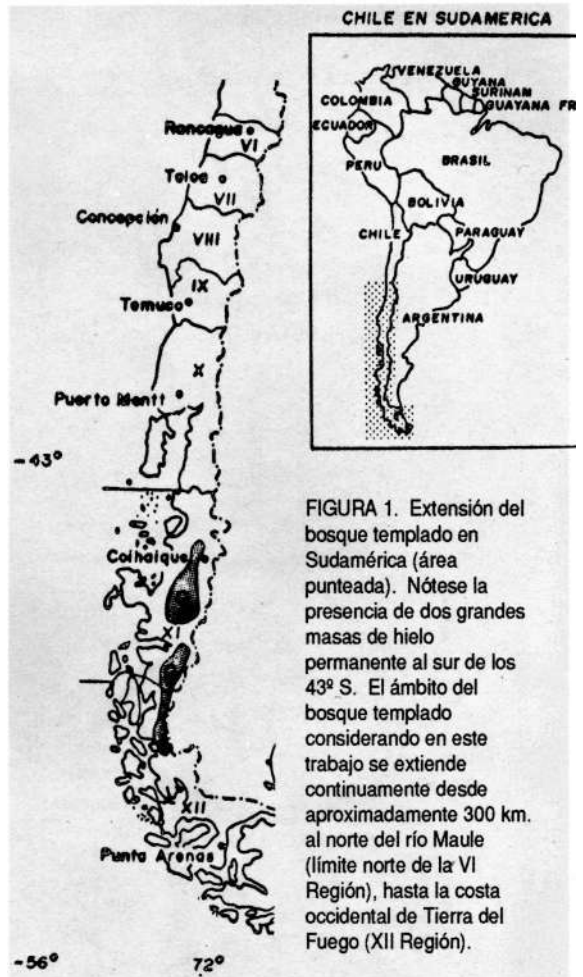 CHILE EN SUDAMERICA
VENEZUELA
GUYANA
SURINAM
GUAYANA FR
COLOMBIA
ECUADOR
PERU
BRASIL
BOLIVIA
CHILE
PARAGUAY
URUGUAY
ARGENTINA
Rancagua
VI
Talca
VII
Concepción
VIII
IX
Temuco
X
Puerto Montt
-43°
Coihaique
XI
XII
Punta Arenas
-56°
72°
FIGURA 1. Extensión del
bosque templado en
Sudamérica (área
punteada). Nótese la
presencia de dos grandes
masas de hielo
permanente al sur de los
43º S. El ámbito del
bosque templado
considerando en este
trabajo se extiende
continuamente desde
aproximadamente 300 km.
al norte del río Maule
(límite norte de la VI
Región), hasta la costa
occidental de Tierra del
Fuego (XII Región).